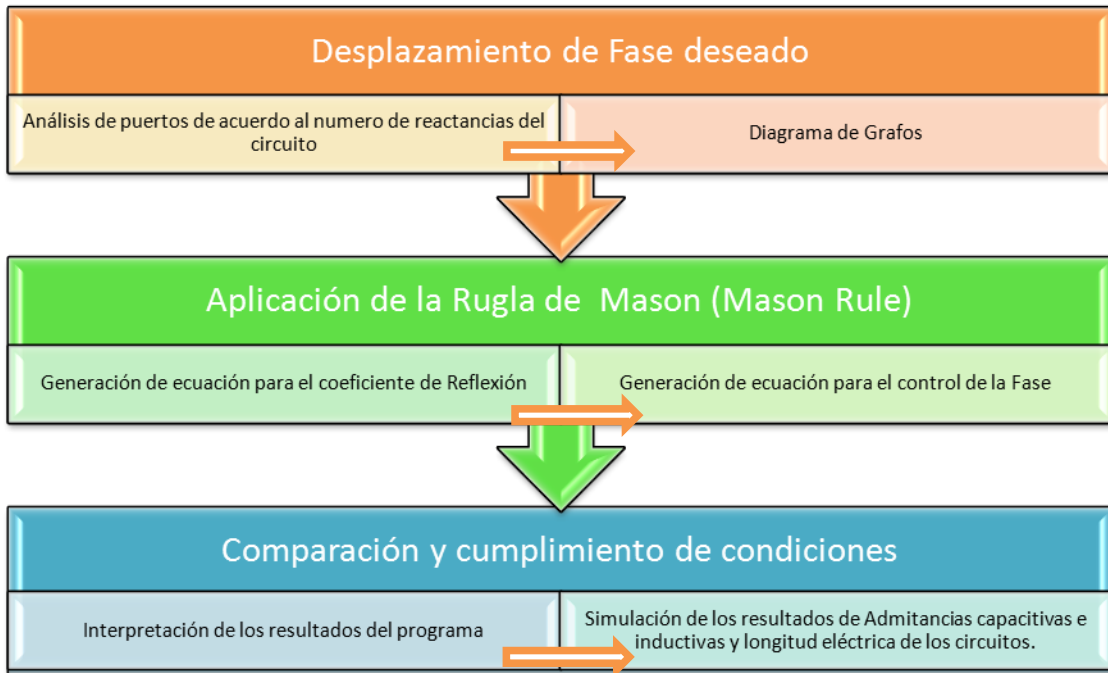 Desplazamiento de Fase deseado
Análisis de puertos de acuerdo al numero de reactancias del
circuito
Diagrama de Grafos
Aplicación de la Rugla de Mason (Mason Rule)
Generación de ecuación para el coeficiente de Reflexión
Generación de ecuación para el control de la Fase
Comparación y cumplimiento de condiciones
Interpretación de los resultados del programa
Simulación de los resultados de Admitancias capacitivas e
inductivas y longitud eléctrica de los circuitos.